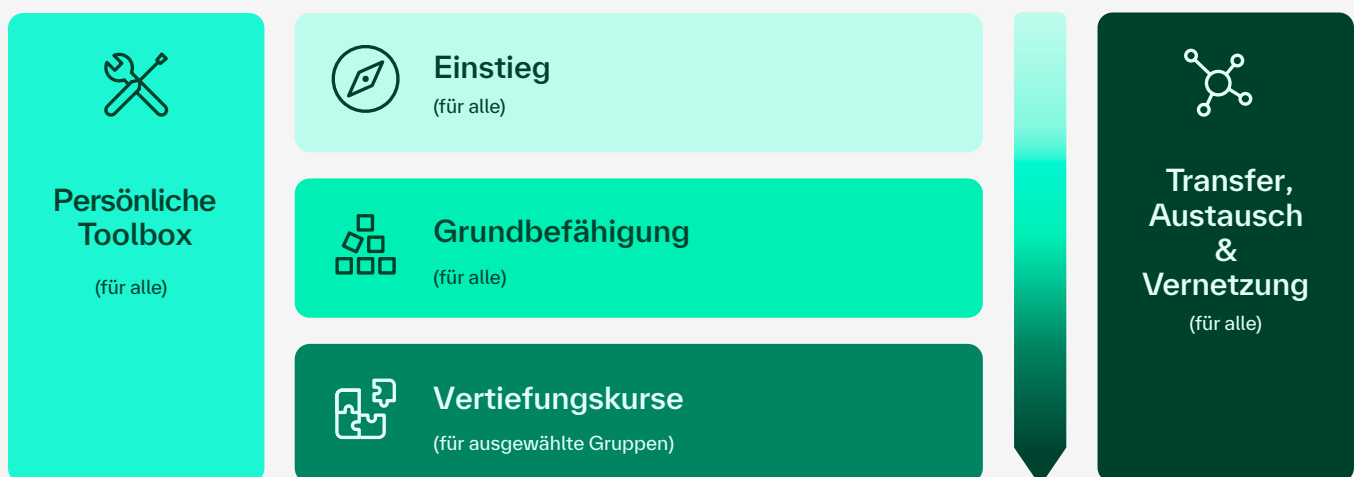 Persönliche
Toolbox
(für alle)
Einstieg
(für alle)
Grundbefähigung
(für alle)
Vertiefungskurse
(für ausgewählte Gruppen)
Transfer,
Austausch
&
Vernetzung
(für alle)